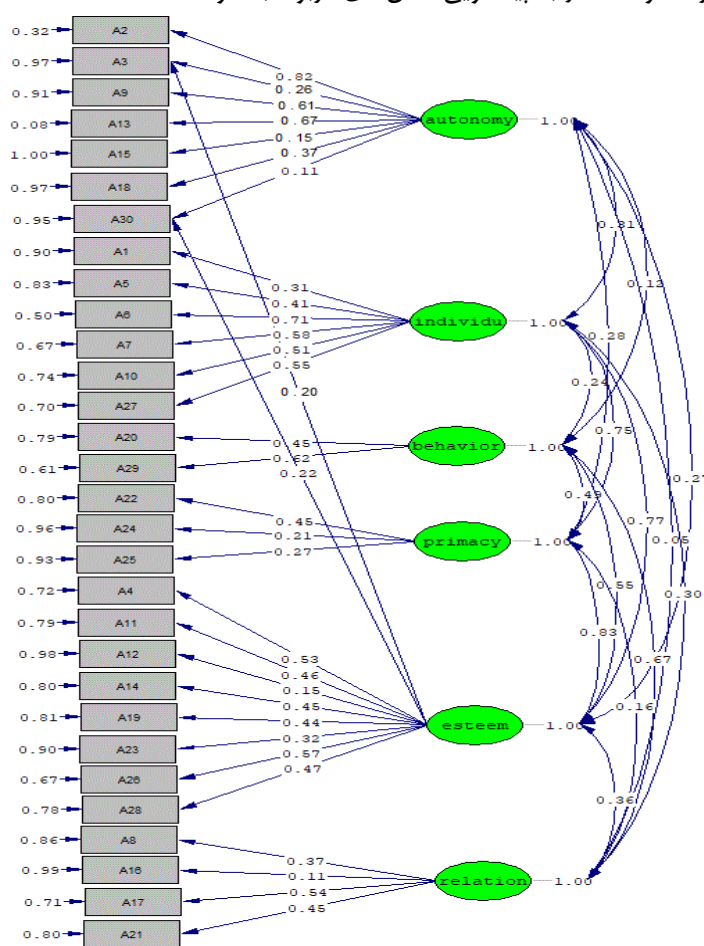 0.32 A2
0.97 A3
0.91 A9
0.08 A13
1.00 A15
0.97 A18
0.95 A30
0.90 A1
0.83 A5
0.50 A6
0.67 A7
0.74 A10
0.70 A27
0.79 A20
0.61 A29
0.80 A22
0.96 A24
0.93 A25
0.72 A4
0.79 A11
0.98 A12
0.80 A14
0.81 A19
0.90 A23
0.67 A26
0.78 A28
0.86 A8
0.99 A16
0.71 A17
0.80 A21
0.82
0.26
0.61
0.67
0.15
0.37
0.11
0.31
0.41
0.71
0.58
0.51
0.55
0.20
0.45
0.62
0.22
0.45
0.21
0.27
0.53
0.46
0.15
0.45
0.44
0.32
0.57
0.47
0.37
0.11
0.54
0.45
autonomy 1.00
individu 1.00
behavior 1.00
primacy 1.00
esteem 1.00
relation 1.00
0.31
0.12
0.28
0.24
0.75
0.27
0.49
0.77
0.05
0.55
0.30
0.83
0.67
0.16
0.36